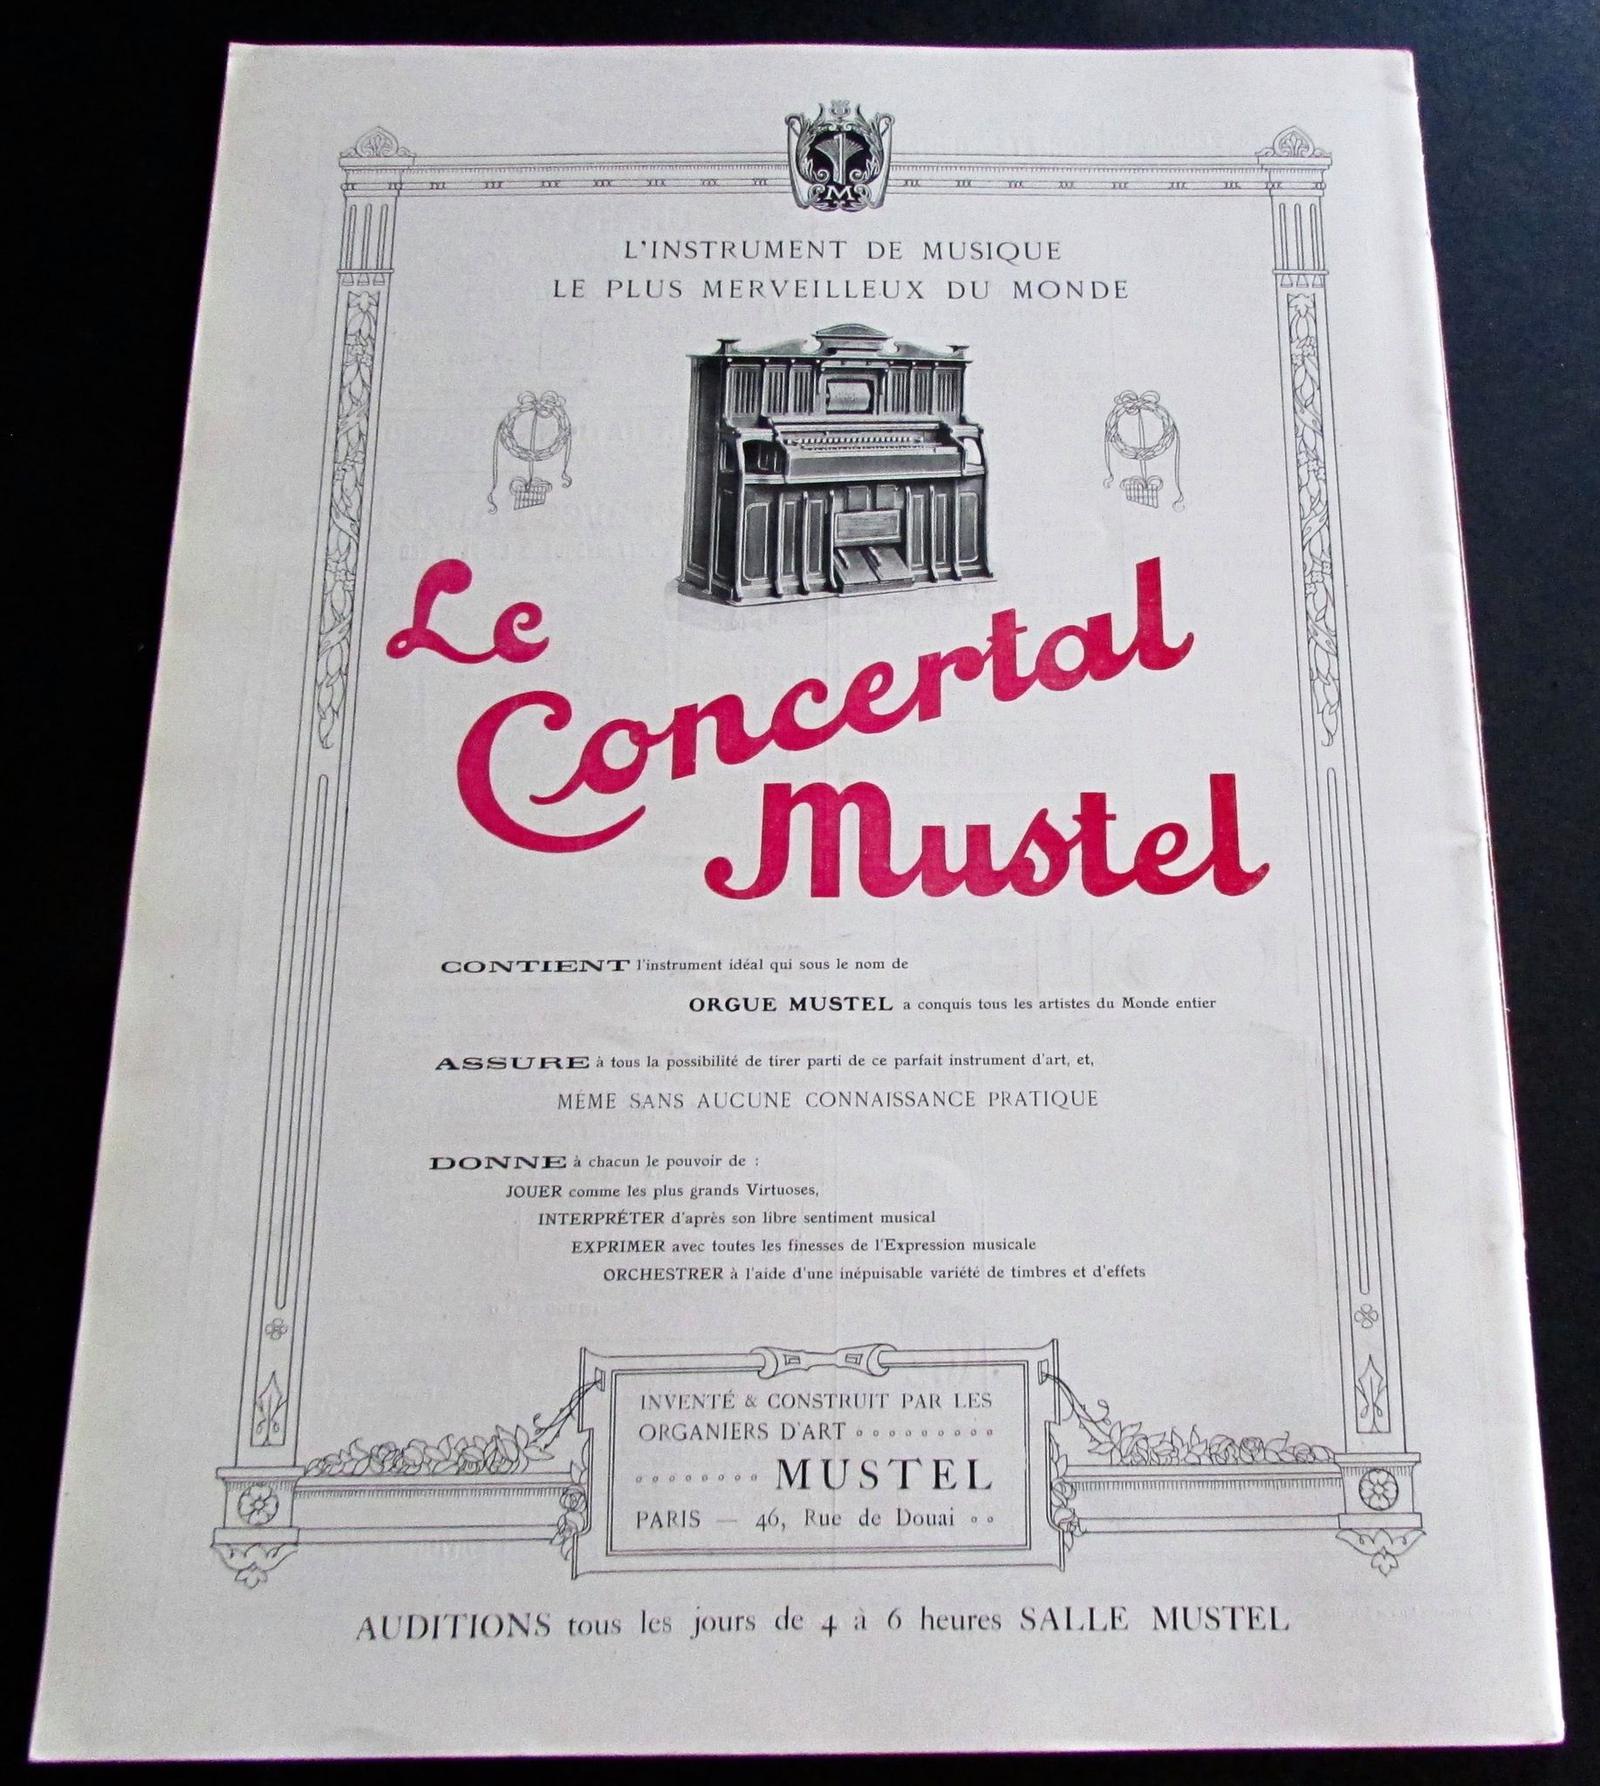 M
L'INSTRUMENT DE MUSIQUE
LE PLUS MERVEILLEUX DU MONDE
Le
Concertal
Mustel
CONTIENT l'instrument idéal qui sous le nom de
ORGUE MUSTEL a conquis tous les artistes du Monde entier
ASSURE à tous la possibilité de tirer parti de ce parfait instrument d'art, et,
MÊME SANS AUCUNE CONNAISSANCE PRATIQUE
DONNE à chacun le pouvoir de :
JOUER comme les plus grands Virtuoses,
INTERPRÉTER d'après son libre sentiment musical
EXPRIMER avec toutes les finesses de l'Expression musicale
ORCHESTRER à l'aide d'une inépuisable variété de timbres et d'effets
INVENTÉ & CONSTRUIT PAR LES
ORGANIERS D'ART
MUSTEL
PARIS — 46, Rue de Douai
AUDITIONS tous les jours de 4 à 6 heures SALLE MUSTEL